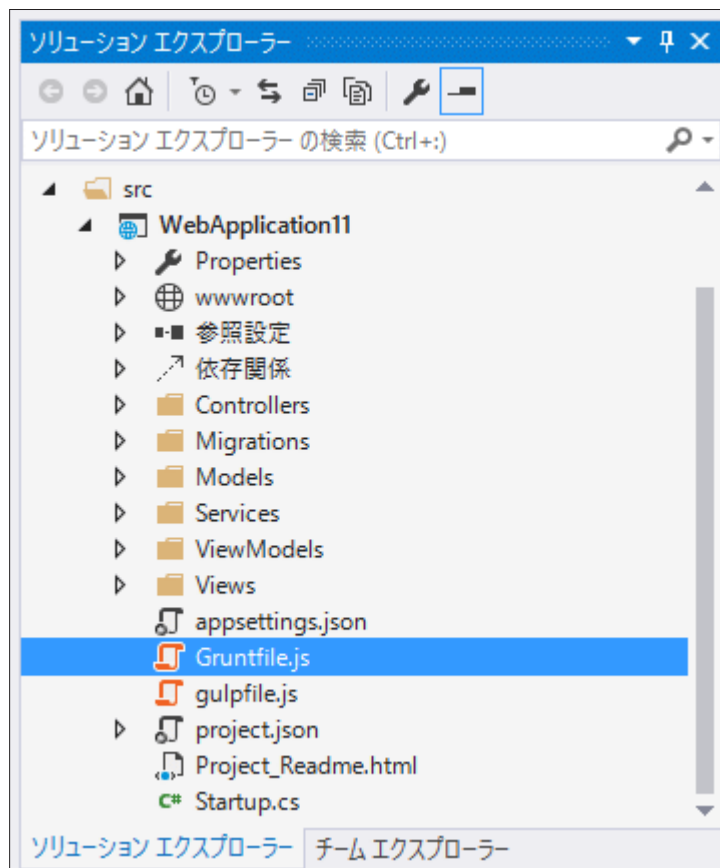 ソリューション エクスプローラー
ソリューション エクスプローラー の検索 (Ctrl+:)
src
WebApplication11
Properties
wwwroot
参照設定
依存関係
Controllers
Migrations
Models
Services
ViewModels
Views
appsettings.json
Gruntfile.js
gulpfile.js
project.json
Project_Readme.html
C# Startup.cs
ソリューション エクスプローラー チーム エクスプローラー